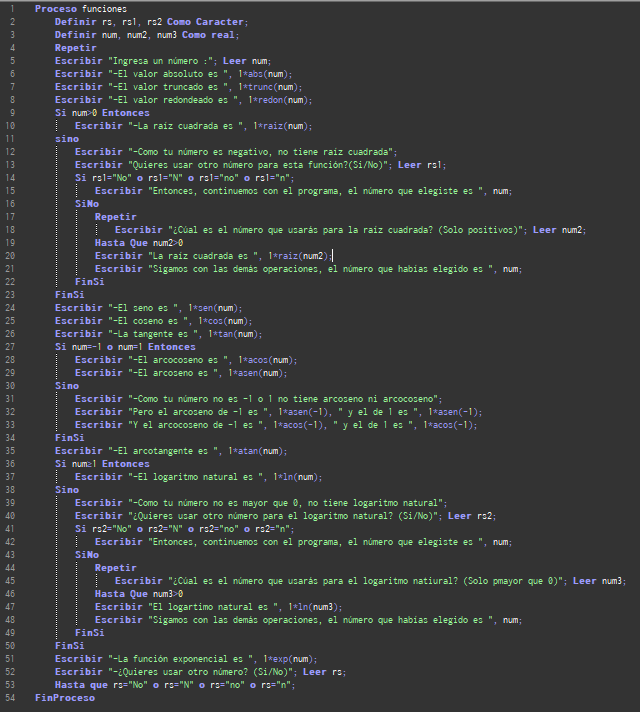 1 Proceso funciones
2 Definir rs, rs1, rs2 Como Caracter;
3 Definir num, num2, num3 Como real;
4 Repetir
5 Escribir "Ingresa un número :"; Leer num;
6 Escribir "-El valor absoluto es ", 1*abs(num);
7 Escribir "-El valor truncado es ", 1*trunc(num);
8 Escribir "-El valor redondeado es ", 1*redon(num);
9 Si num>0 Entonces
10 Escribir "-La raíz cuadrada es ", 1*raiz(num);
11 sino
12 Escribir "-Como tu número es negativo, no tiene raíz cuadrada";
13 Escribir "Quieres usar otro número para esta función?(Si/No)"; Leer rs1;
14 Si rs1="No" o rs1="N" o rs1="no" o rs1="n";
15 Escribir "Entonces, continuemos con el programa, el número que elegiste es ", num;
16 SiNo
17 Repetir
18 Escribir "¿Cúal es el número que usarás para la raíz cuadrada? (Solo positivos)"; Leer num2;
19 Hasta Que num2>0
20 Escribir "La raíz cuadrada es ", 1*raiz(num2);
21 Escribir "Sigamos con las demás operaciones, el número que habías elegido es ", num;
22 FinSi
23 FinSi
24 Escribir "-El seno es ", 1*sen(num);
25 Escribir "-El coseno es ", 1*cos(num);
26 Escribir "-La tangente es ", 1*tan(num);
27 Si num=-1 o num=1 Entonces
28 Escribir "-El arcocoseno es ", 1*acos(num);
29 Escribir "-El arcoseno es ", 1*asen(num);
30 Sino
31 Escribir "-Como tu número no es -1 o 1 no tiene arcoseno ni arcocoseno";
32 Escribir "Pero el arcoseno de -1 es ", 1*asen(-1), " y el de 1 es ", 1*asen(-1);
33 Escribir "Y el arcocoseno de -1 es ", 1*acos(-1), " y el de 1 es ", 1*acos(-1);
34 FinSi
35 Escribir "-El arcotangente es ", 1*atan(num);
36 Si num≥1 Entonces
37 Escribir "-El logaritmo natural es ", 1*ln(num);
38 Sino
39 Escribir "-Como tu número no es mayor que 0, no tiene logaritmo natural";
40 Escribir "¿Quieres usar otro número para el logaritmo natural? (Si/No)"; Leer rs2;
41 Si rs2="No" o rs2="N" o rs2="no" o rs2="n";
42 Escribir "Entonces, continuemos con el programa, el número que elegiste es ", num;
43 SiNo
44 Repetir
45 Escribir "¿Cúal es el número que usarás para el logaritmo natiural? (Solo pmayor que 0)"; Leer num3;
46 Hasta Que num3>0
47 Escribir "El logartimo natural es ", 1*ln(num3);
48 Escribir "Sigamos con las demás operaciones, el número que habías elegido es ", num;
49 FinSi
50 FinSi
51 Escribir "-La función exponencial es ", 1*exp(num);
52 Escribir "-¿Quieres usar otro número? (Si/No)"; Leer rs;
53 Hasta que rs="No" o rs="N" o rs="no" o rs="n";
54 FinProceso